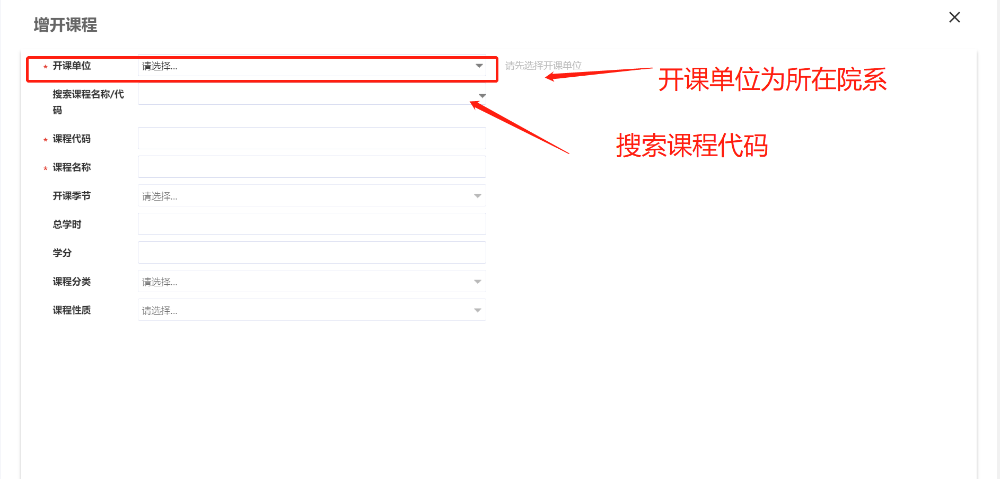 增开课程
* 开课单位 请选择... 请先选择开课单位
开课单位为所在院系
搜索课程名称/代
码
搜索课程代码
* 课程代码
* 课程名称
开课季节 请选择...
总学时
学分
课程分类 请选择...
课程性质 请选择...